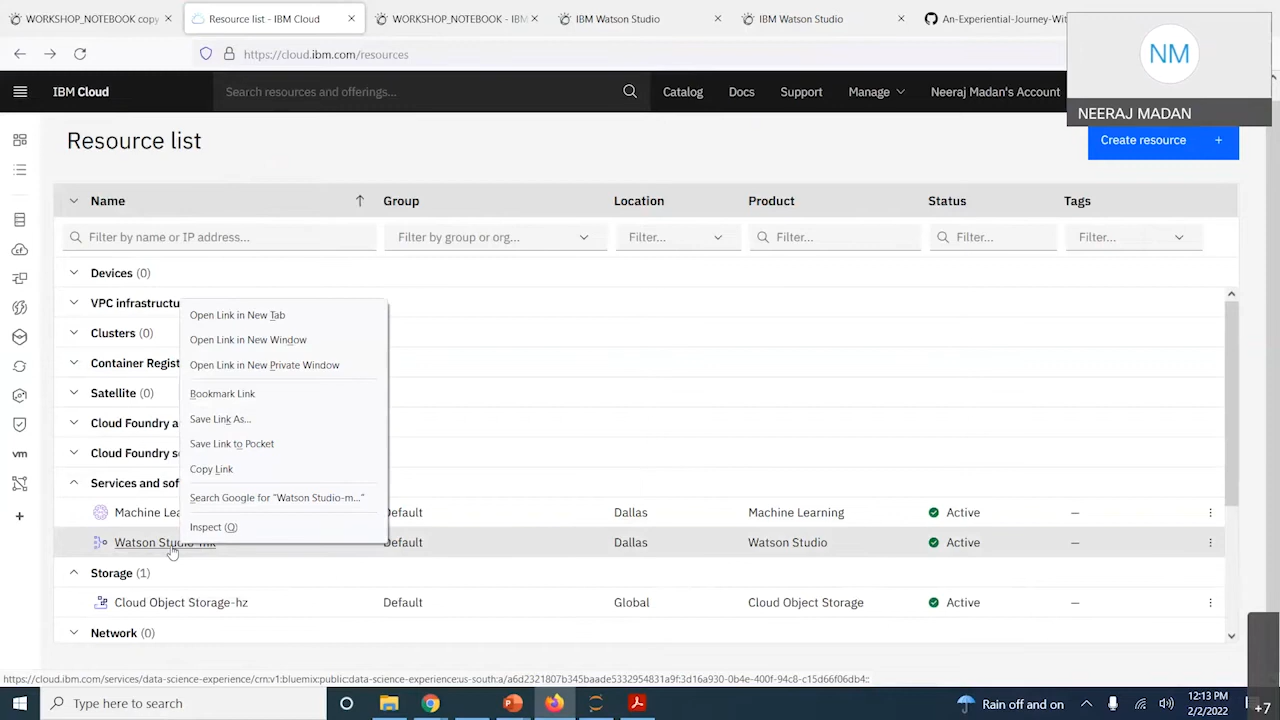 WORKSHOP_NOTEBOOK copy
Resource list - IBM Cloud
WORKSHOP_NOTEBOOK - IBM
IBM Watson Studio
IBM Watson Studio
An-Experiential-Journey-Wit
https://cloud.ibm.com/resources
NM
NEERAJ MADAN
IBM Cloud
Search resources and offerings...
Catalog
Docs
Support
Manage
Neeraj Madan's Account
Resource list
Create resource +
Name
Group
Location
Product
Status
Tags
Filter by name or IP address...
Filter by group or org...
Filter...
Filter...
Filter...
Filter...
Devices (0)
VPC infrastructu
Clusters (0)
Container Regist
Satellite (0)
Cloud Foundry a
Cloud Foundry se
Services and soft
Open Link in New Tab
Open Link in New Window
Open Link in New Private Window
Bookmark Link
Save Link As...
Save Link to Pocket
Copy Link
Search Google for "Watson Studio-m..."
Inspect (Q)
Machine Lea Default Dallas Machine Learning Active –
Watson Studio-mk Default Dallas Watson Studio Active –
Storage (1)
Cloud Object Storage-hz Default Global Cloud Object Storage Active –
Network (0)
vm
https://cloud.ibm.com/services/data-science-experience/crn:v1:bluemix:public:data-science-experience:us-south:a/a6d2321807b345baade5332954831a9f:3d16a930-0b4e-400f-94c8-c15d66f06db4::
Type here to search
Rain off and on
12:13 PM
2/2/2022
+7